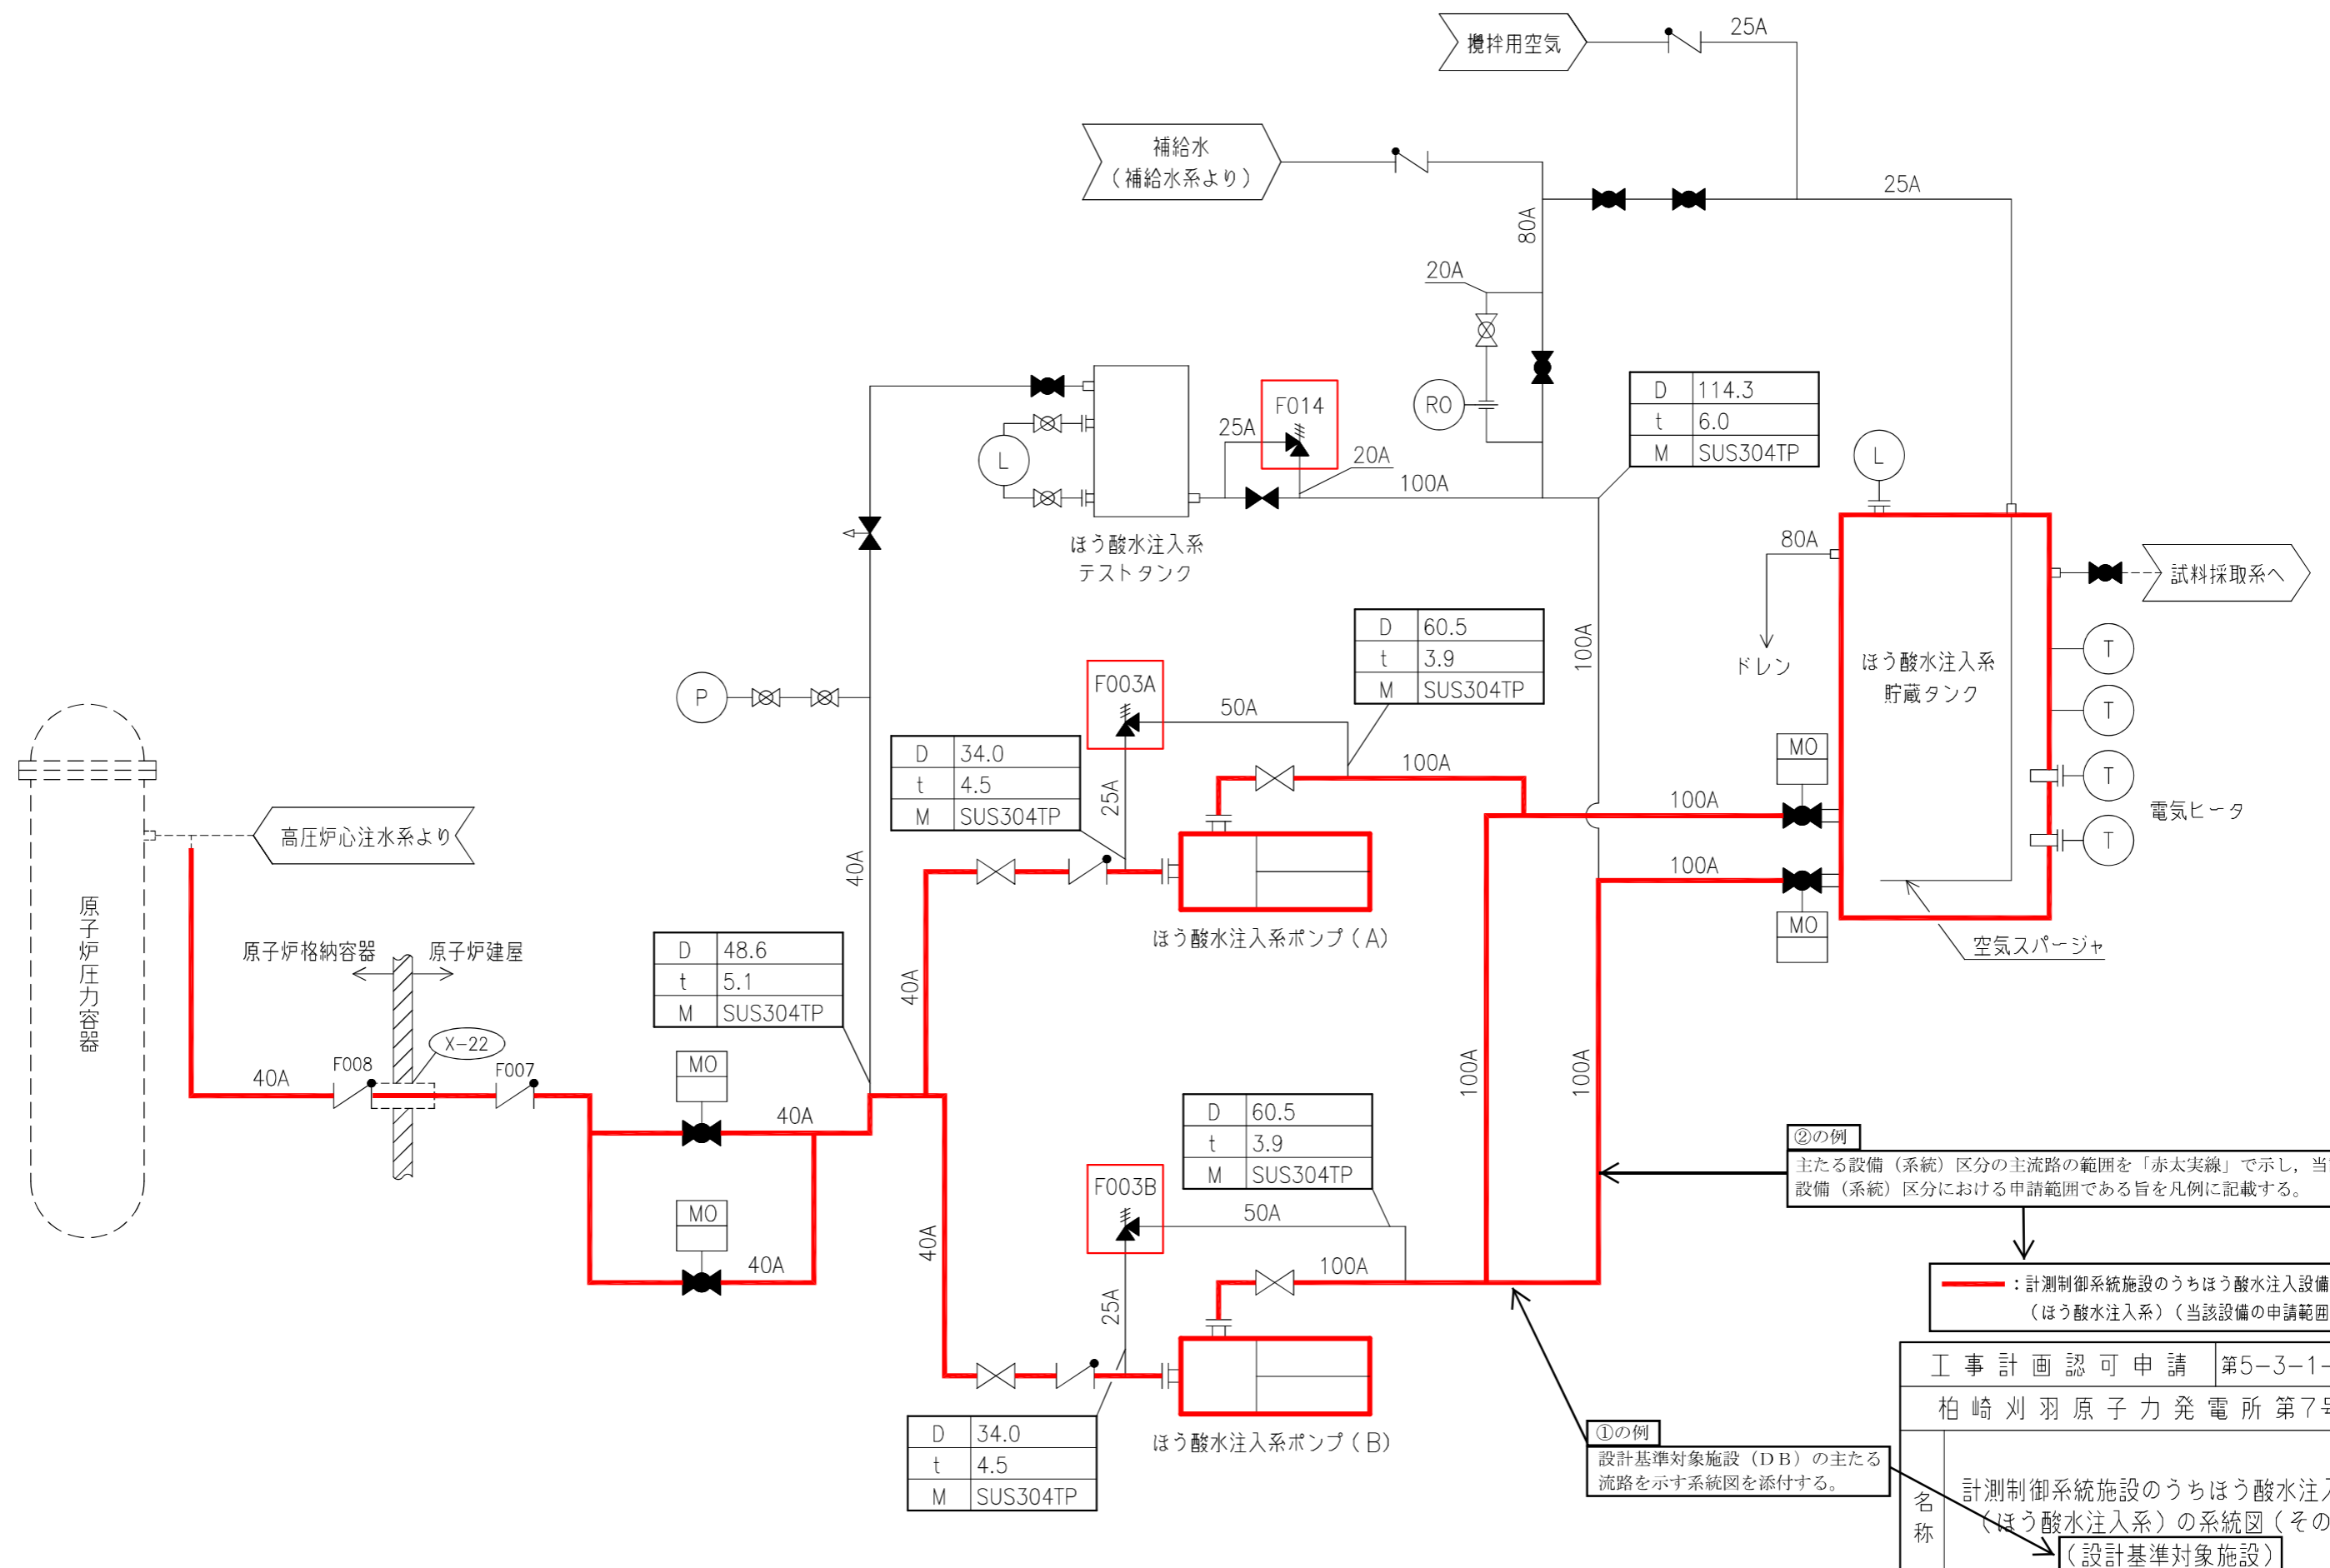 攪拌用空気
25A
補給水
（補給水系より）
25A
80A
20A
RO
F014
25A
20A
100A
L
ほう酸水注入系
テストタンク
D 114.3
t 6.0
M SUS304TP
L
80A
ドレン
試料採取系へ
ほう酸水注入系
貯蔵タンク
T
T
T
T
電気ヒータ
空気スパージャ
MO
100A
100A
MO
100A
D 60.5
t 3.9
M SUS304TP
F003A
50A
P
D 34.0
t 4.5
M SUS304TP
25A
100A
40A
ほう酸水注入系ポンプ（A）
高圧炉心注水系より
原子炉圧力容器
原子炉格納容器
原子炉建屋
X-22
F008
F007
40A
D 48.6
t 5.1
M SUS304TP
MO
40A
MO
40A
40A
40A
D 60.5
t 3.9
M SUS304TP
F003B
50A
25A
100A
100A
100A
ほう酸水注入系ポンプ（B）
D 34.0
t 4.5
M SUS304TP
②の例
主たる設備（系統）区分の主流路の範囲を「赤太実線」で示し，当
設備（系統）区分における申請範囲である旨を凡例に記載する。
：計測制御系統施設のうちほう酸水注入設備
（ほう酸水注入系）（当該設備の申請範囲
①の例
設計基準対象施設（ＤＢ）の主たる
流路を示す系統図を添付する。
工事計画認可申請 第5-3-1-
柏崎刈羽原子力発電所第7号
名称
計測制御系統施設のうちほう酸水注入
（ほう酸水注入系）の系統図（その
（設計基準対象施設）